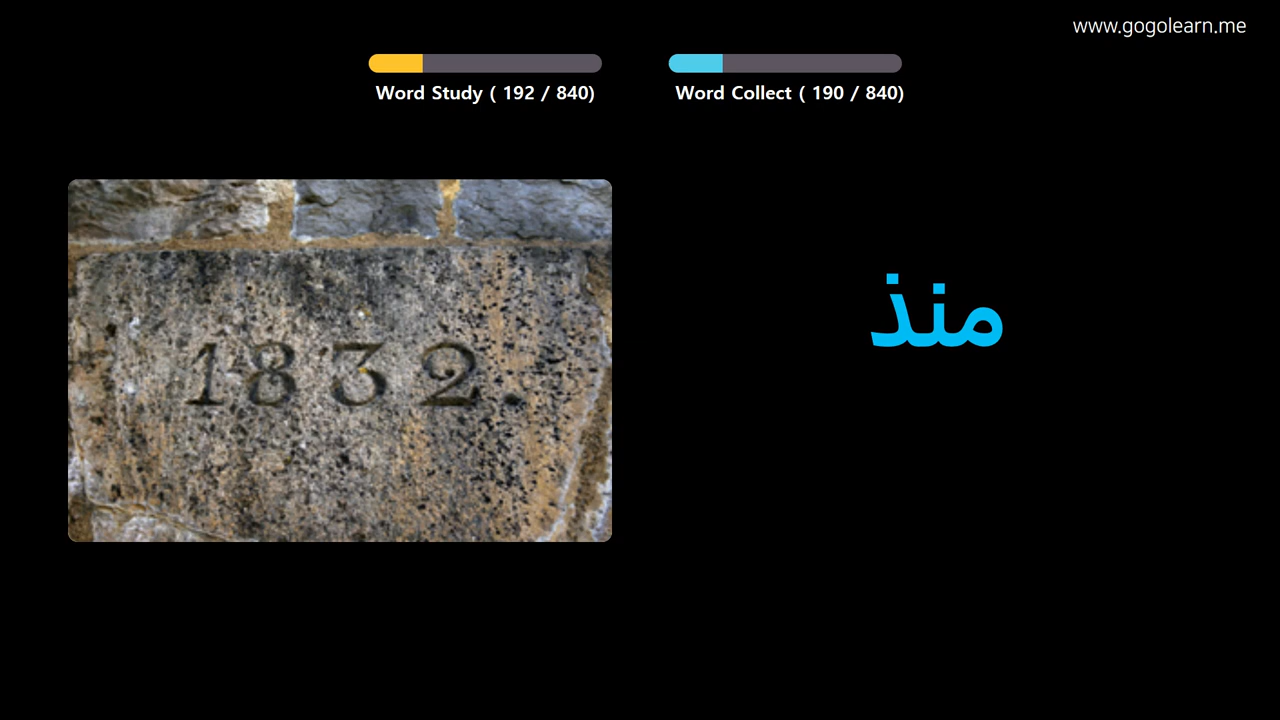 www.gogolearn.me
Word Study ( 192 / 840)
Word Collect ( 190 / 840)
1832.
منذ